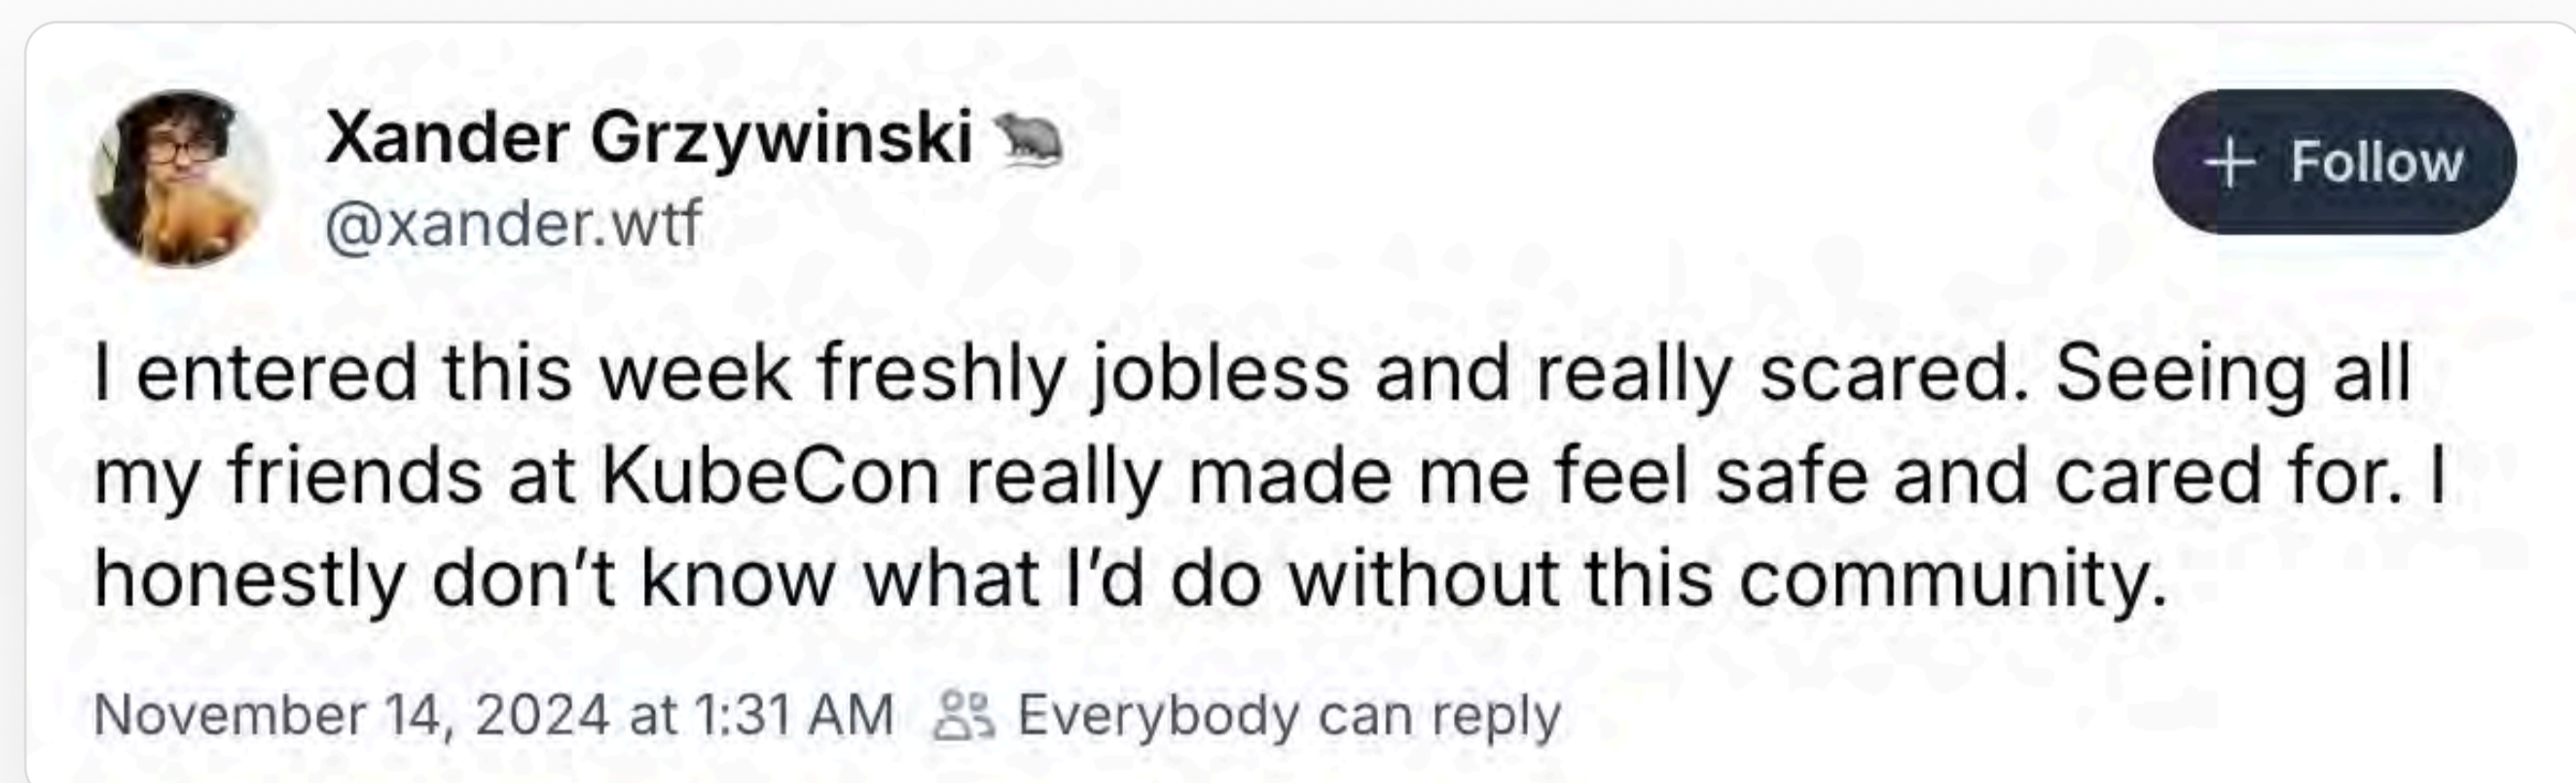 Xander Grzywinski 🐀
@xander.wtf
+ Follow
I entered this week freshly jobless and really scared. Seeing all
my friends at KubeCon really made me feel safe and cared for. I
honestly don’t know what I’d do without this community.
November 14, 2024 at 1:31 AM Everybody can reply